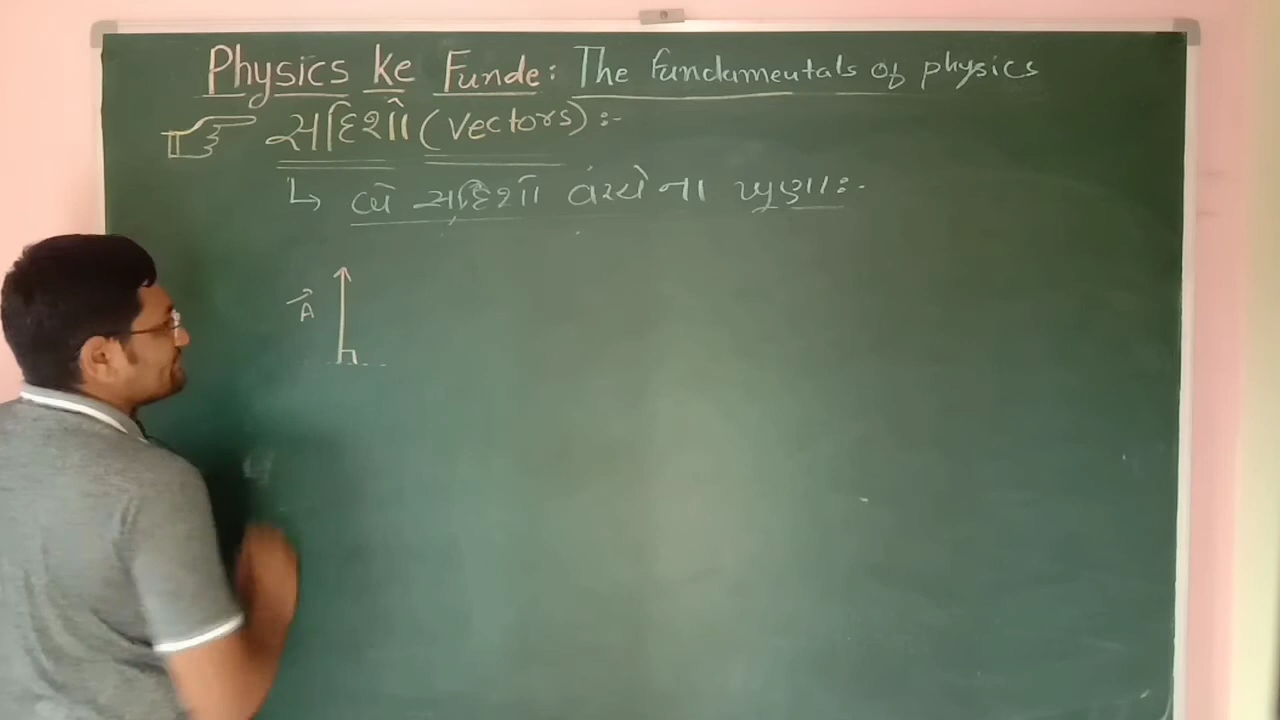 Physics ke Funde: The fundamentals of physics
સદિશો (vectors) :-
↳ બે સદિશો વચ્ચેના ખુણા :-
A⃗